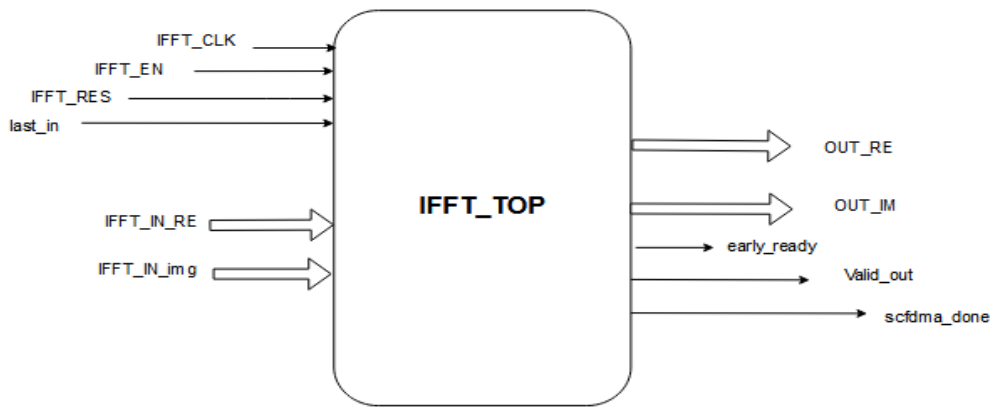 IFFT_CLK
IFFT_EN
IFFT_RES
last_in
IFFT_IN_RE
IFFT_IN_img
IFFT_TOP
OUT_RE
OUT_IM
early_ready
Valid_out
scfdma_done